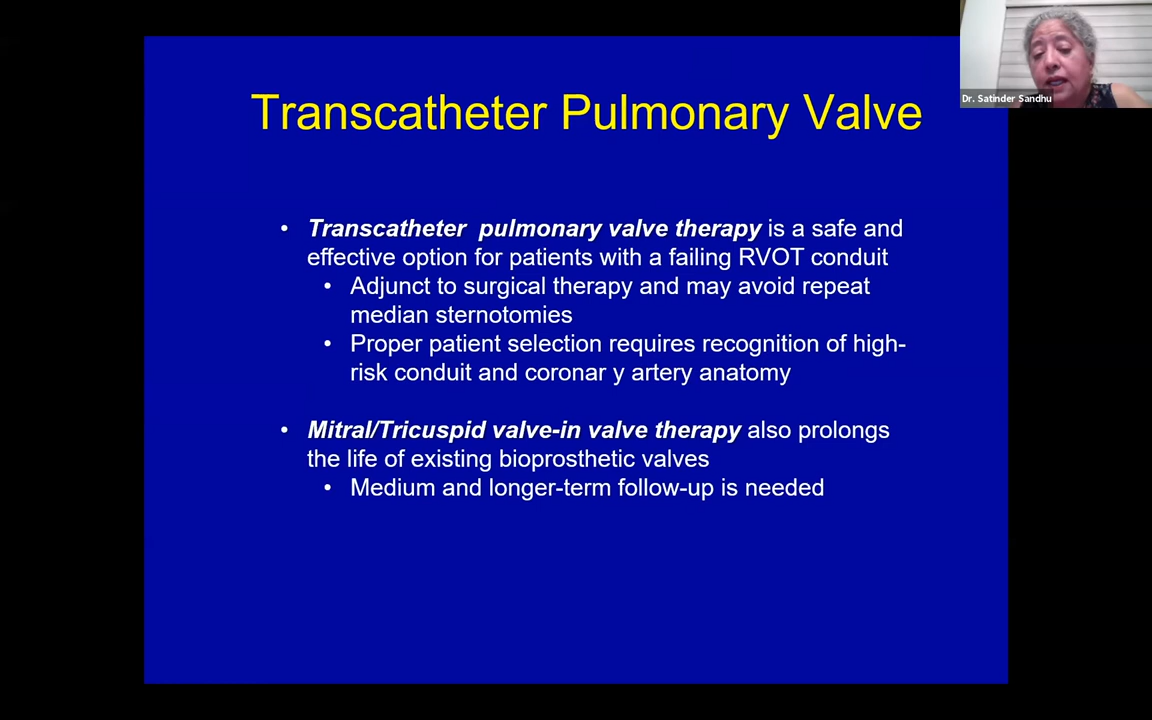 Dr. Satinder Sandhu
Transcatheter Pulmonary Valve
• Transcatheter pulmonary valve therapy is a safe and
effective option for patients with a failing RVOT conduit
• Adjunct to surgical therapy and may avoid repeat
median sternotomies
• Proper patient selection requires recognition of high-
risk conduit and coronar y artery anatomy
• Mitral/Tricuspid valve-in valve therapy also prolongs
the life of existing bioprosthetic valves
• Medium and longer-term follow-up is needed